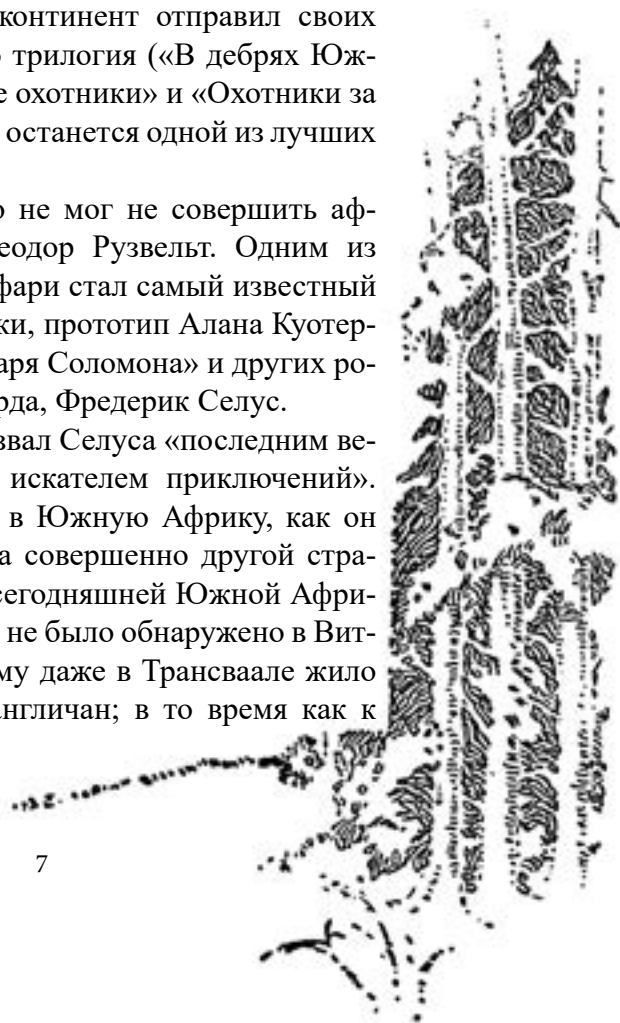 континент отправил своих
трилогия («В дебрях Юж-
е охотники» и «Охотники за
останется одной из лучших
о не мог не совершить аф-
еодор Рузвельт. Одним из
фари стал самый известный
ки, прототип Алана Куотер-
аря Соломона» и других ро-
рда, Фредерик Селус.
звал Селуса «последним ве-
искателем приключений».
в Южную Африку, как он
а совершенно другой стра-
сегодняшней Южной Афри-
не было обнаружено в Вит-
му даже в Трансваале жило
англичан; в то время как к
7